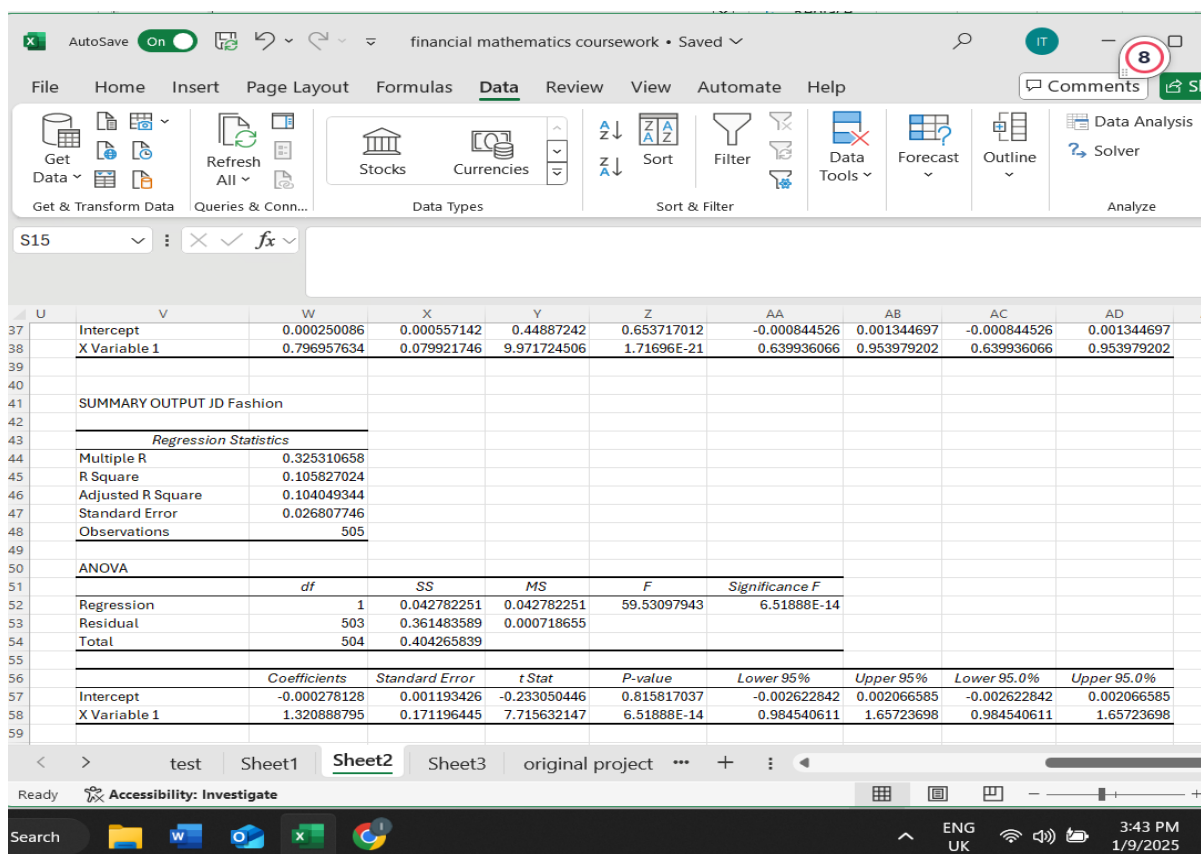 AutoSave On financial mathematics coursework • Saved IT
8
File Home Insert Page Layout Formulas Data Review View Automate Help Comments
Get Data Refresh All Stocks Currencies Sort Filter Data Tools Forecast Outline Data Analysis
Solver
Get & Transform Data Queries & Conn... Data Types Sort & Filter Analyze
S15 fx
U V W X Y Z AA AB AC AD
37 Intercept 0.000250086 0.000557142 0.44887242 0.653717012 -0.000844526 0.001344697 -0.000844526 0.001344697
38 X Variable 1 0.796957634 0.079921746 9.971724506 1.71696E-21 0.639936066 0.953979202 0.639936066 0.953979202
39
40
41 SUMMARY OUTPUT JD Fashion
42
43 Regression Statistics
44 Multiple R 0.325310658
45 R Square 0.105827024
46 Adjusted R Square 0.104049344
47 Standard Error 0.026807746
48 Observations 505
49
50 ANOVA
51 df SS MS F Significance F
52 Regression 1 0.042782251 0.042782251 59.53097943 6.51888E-14
53 Residual 503 0.361483589 0.000718655
54 Total 504 0.404265839
55
56 Coefficients Standard Error t Stat P-value Lower 95% Upper 95% Lower 95.0% Upper 95.0%
57 Intercept -0.000278128 0.001193426 -0.233050446 0.815817037 -0.002622842 0.002066585 -0.002622842 0.002066585
58 X Variable 1 1.320888795 0.171196445 7.715632147 6.51888E-14 0.984540611 1.65723698 0.984540611 1.65723698
59
test Sheet1 Sheet2 Sheet3 original project ••• +
Ready Accessibility: Investigate
Search ENG 3:43 PM
UK 1/9/2025